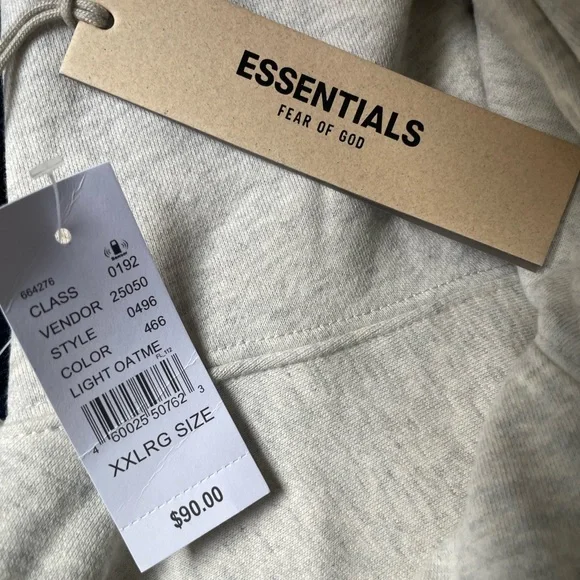 ESSENTIALS
FEAR OF GOD
664276
CLASS 0192
VENDOR 25050
STYLE 0496
COLOR 466
LIGHT OATME
FL_112
4 60025 50762 3
XXLRG SIZE
$90.00